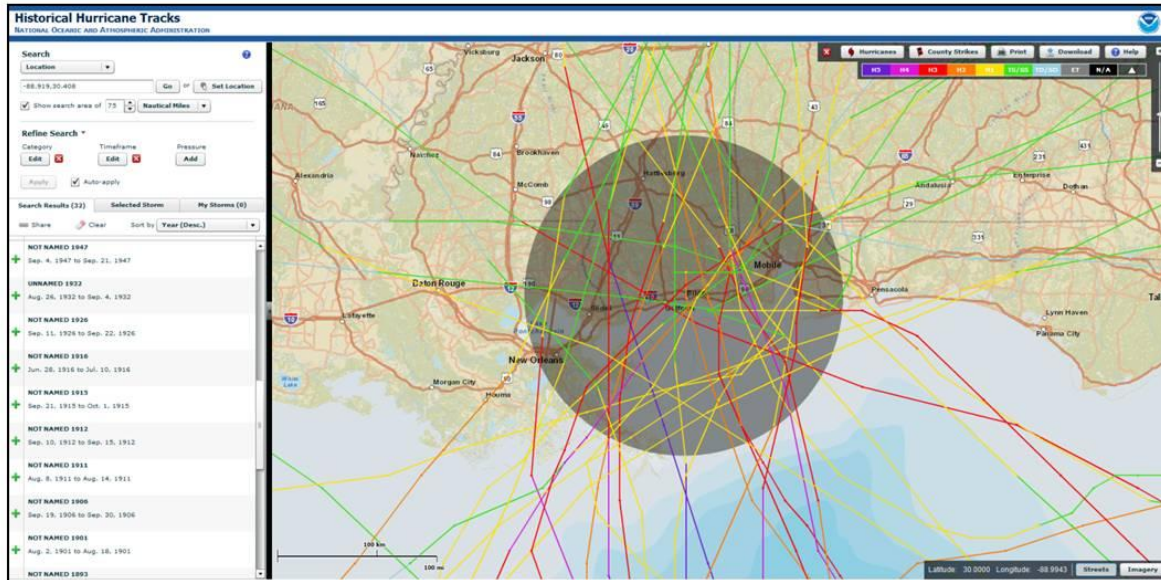 Historical Hurricane Tracks
NATIONAL OCEANIC AND ATMOSPHERIC ADMINISTRATION
Search
Location
-88.919,30.408
Go
or
Set Location
Show search area of 75 Nautical Miles
Refine Search
Category
Timeframe
Pressure
Edit
Edit
Add
Apply
Auto-apply
Search Results (32)
Selected Storm
My Storms (0)
Share
Clear
Sort by Year (Desc.)
NOT NAMED 1947
Sep. 4, 1947 to Sep. 21, 1947
UNNAMED 1932
Aug. 26, 1932 to Sep. 4, 1932
NOT NAMED 1926
Sep. 11, 1926 to Sep. 22, 1926
NOT NAMED 1916
Jun. 28, 1916 to Jul. 10, 1916
NOT NAMED 1915
Sep. 21, 1915 to Oct. 1, 1915
NOT NAMED 1912
Sep. 10, 1912 to Sep. 15, 1912
NOT NAMED 1911
Aug. 8, 1911 to Aug. 14, 1911
NOT NAMED 1906
Sep. 19, 1906 to Sep. 30, 1906
NOT NAMED 1901
Aug. 2, 1901 to Aug. 18, 1901
NOT NAMED 1893
Hurricanes
County Strikes
Print
Download
Help
H5
H4
H3
H2
H1
TS/SS
TD/SD
ET
N/A
Vicksburg
Jackson
Natchez
Brookhaven
Hattiesburg
Alexandria
McComb
Andalusia
Enterprise
Dothan
Mobile
Baton Rouge
Pensacola
Lafayette
Slidell
Gulfport
New Orleans
Lynn Haven
Panama City
Morgan City
Houma
White
Lake
Tal
100 km
100 mi
Latitude: 30.0000 Longitude: -88.9943
Streets
Imagery